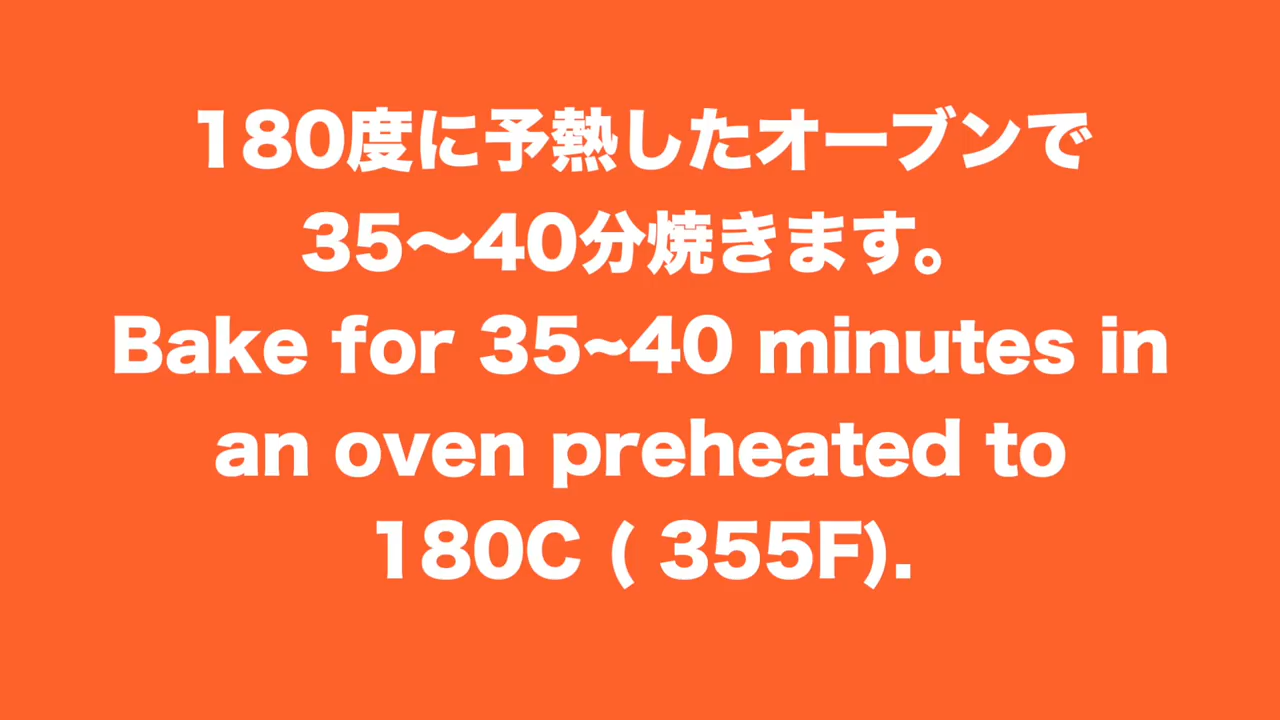 180度に予熱したオーブンで
35〜40分焼きます。
Bake for 35~40 minutes in
an oven preheated to
180C ( 355F).